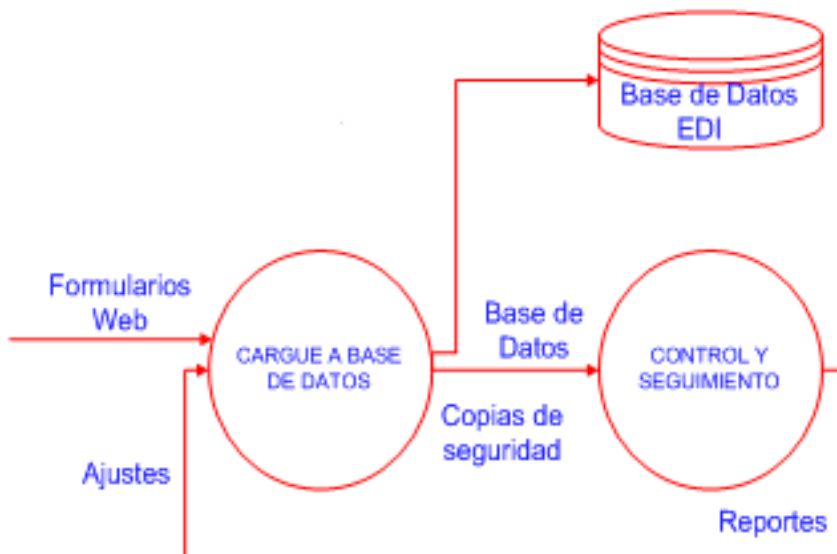 Base de Datos
EDI
Formularios
Web
CARGUE A BASE
DE DATOS
Base de
Datos
CONTROL Y
SEGUIMIENTO
Copias de
seguridad
Ajustes
Reportes